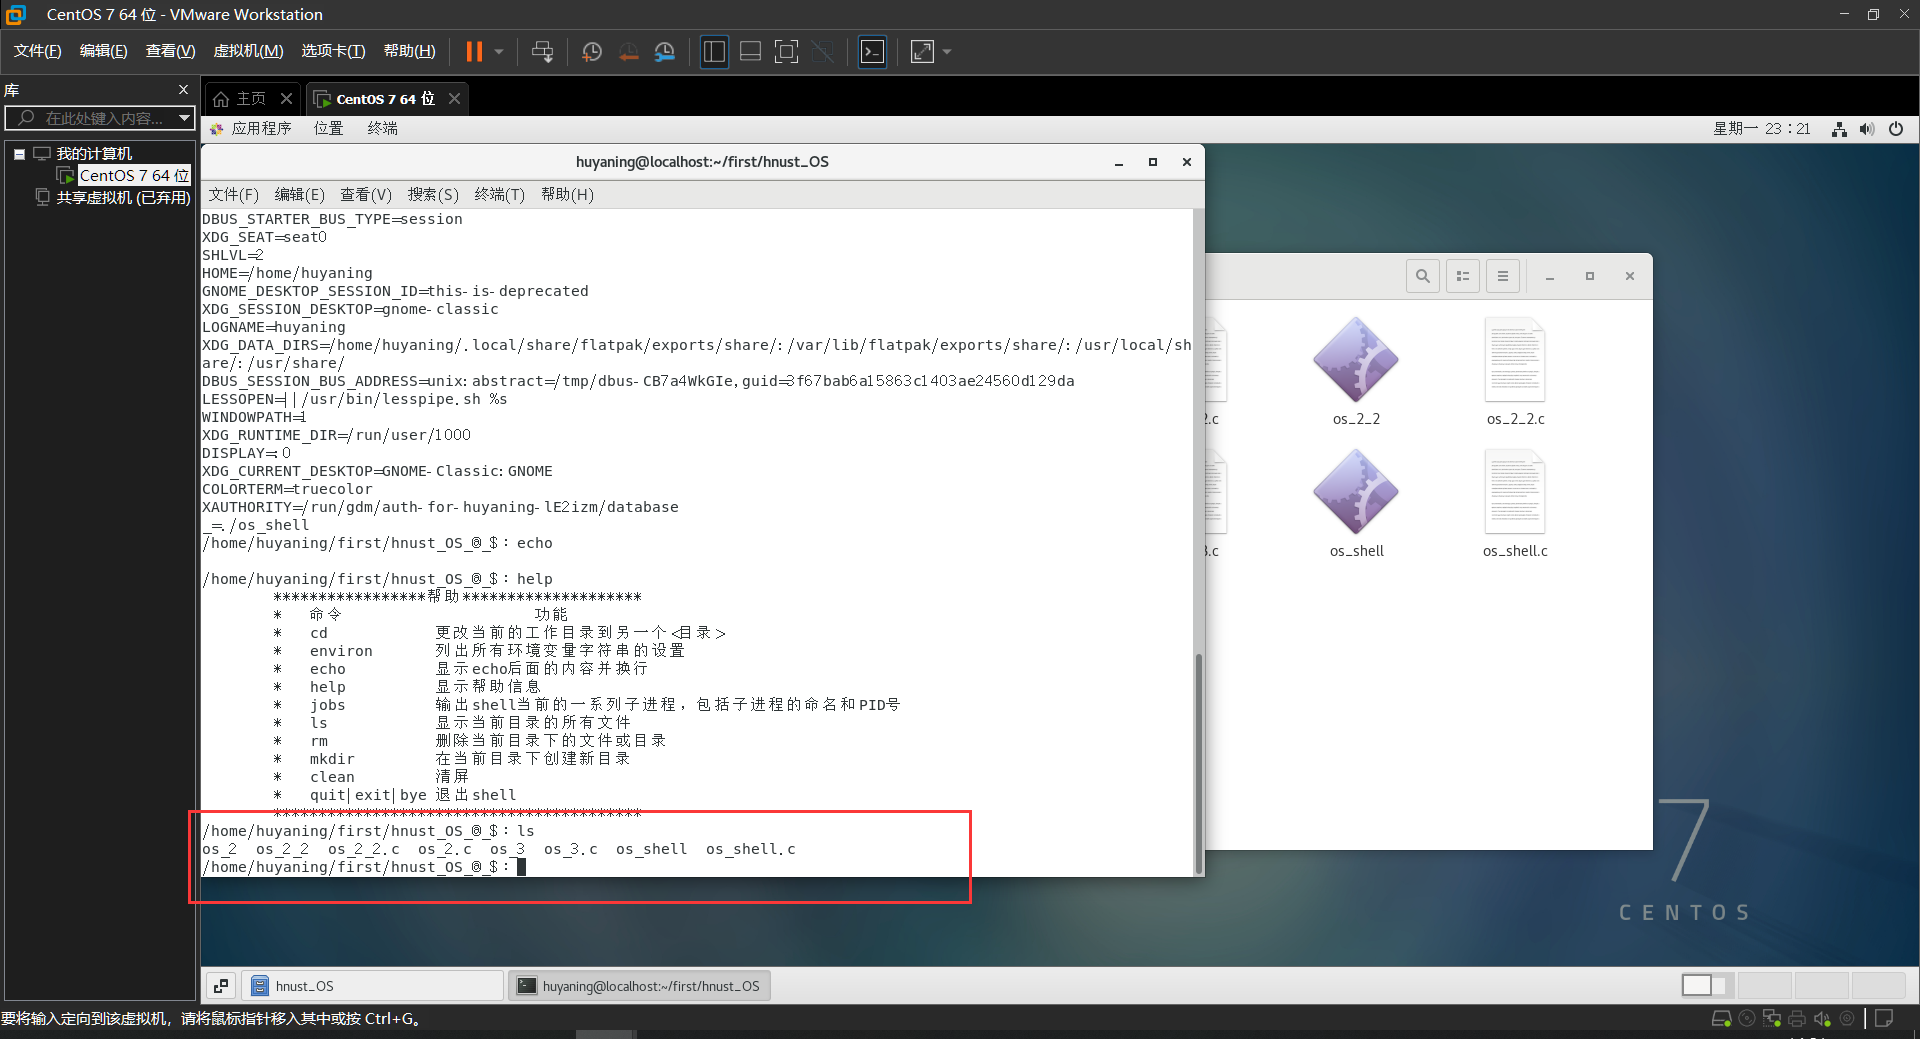 CentOS 7 64 位 - VMware Workstation
文件(F) 编辑(E) 查看(V) 虚拟机(M) 选项卡(T) 帮助(H)
库
在此处键入内容...
我的计算机
CentOS 7 64 位
共享虚拟机 (已弃用)
主页 CentOS 7 64 位
应用程序 位置 终端 星期一 23：21
huyaning@localhost:~/first/hnust_OS
文件(F) 编辑(E) 查看(V) 搜索(S) 终端(T) 帮助(H)
DBUS_STARTER_BUS_TYPE=session
XDG_SEAT=seat0
SHLVL=2
HOME=/home/huyaning
GNOME_DESKTOP_SESSION_ID=this-is-deprecated
XDG_SESSION_DESKTOP=gnome-classic
LOGNAME=huyaning
XDG_DATA_DIRS=/home/huyaning/.local/share/flatpak/exports/share/:/var/lib/flatpak/exports/share/:/usr/local/sh
are/:/usr/share/
DBUS_SESSION_BUS_ADDRESS=unix:abstract=/tmp/dbus-CB7a4WkGIe,guid=3f67bab6a15863c1403ae24560d129da
LESSOPEN=||/usr/bin/lesspipe.sh %s
WINDOWPATH=1
XDG_RUNTIME_DIR=/run/user/1000
DISPLAY=:0
XDG_CURRENT_DESKTOP=GNOME-Classic:GNOME
COLORTERM=truecolor
XAUTHORITY=/run/gdm/auth-for-huyaning-lE2izm/database
_=./os_shell
/home/huyaning/first/hnust_OS_@_$：echo
/home/huyaning/first/hnust_OS_@_$：help
*****************帮助********************
* 命令 功能
* cd 更改当前的工作目录到另一个<目录>
* environ 列出所有环境变量字符串的设置
* echo 显示echo后面的内容并换行
* help 显示帮助信息
* jobs 输出shell当前的一系列子进程，包括子进程的命名和PID号
* ls 显示当前目录的所有文件
* rm 删除当前目录下的文件或目录
* mkdir 在当前目录下创建新目录
* clean 清屏
* quit|exit|bye 退出shell
*****************************************
/home/huyaning/first/hnust_OS_@_$：ls
os_2 os_2_2 os_2_2.c os_2.c os_3 os_3.c os_shell os_shell.c
/home/huyaning/first/hnust_OS_@_$：
2.c os_2_2 os_2_2.c
3.c os_shell os_shell.c
7
CENTOS
hnust_OS huyaning@localhost:~/first/hnust_OS
要将输入定向到该虚拟机，请将鼠标指针移入其中或按 Ctrl+G。